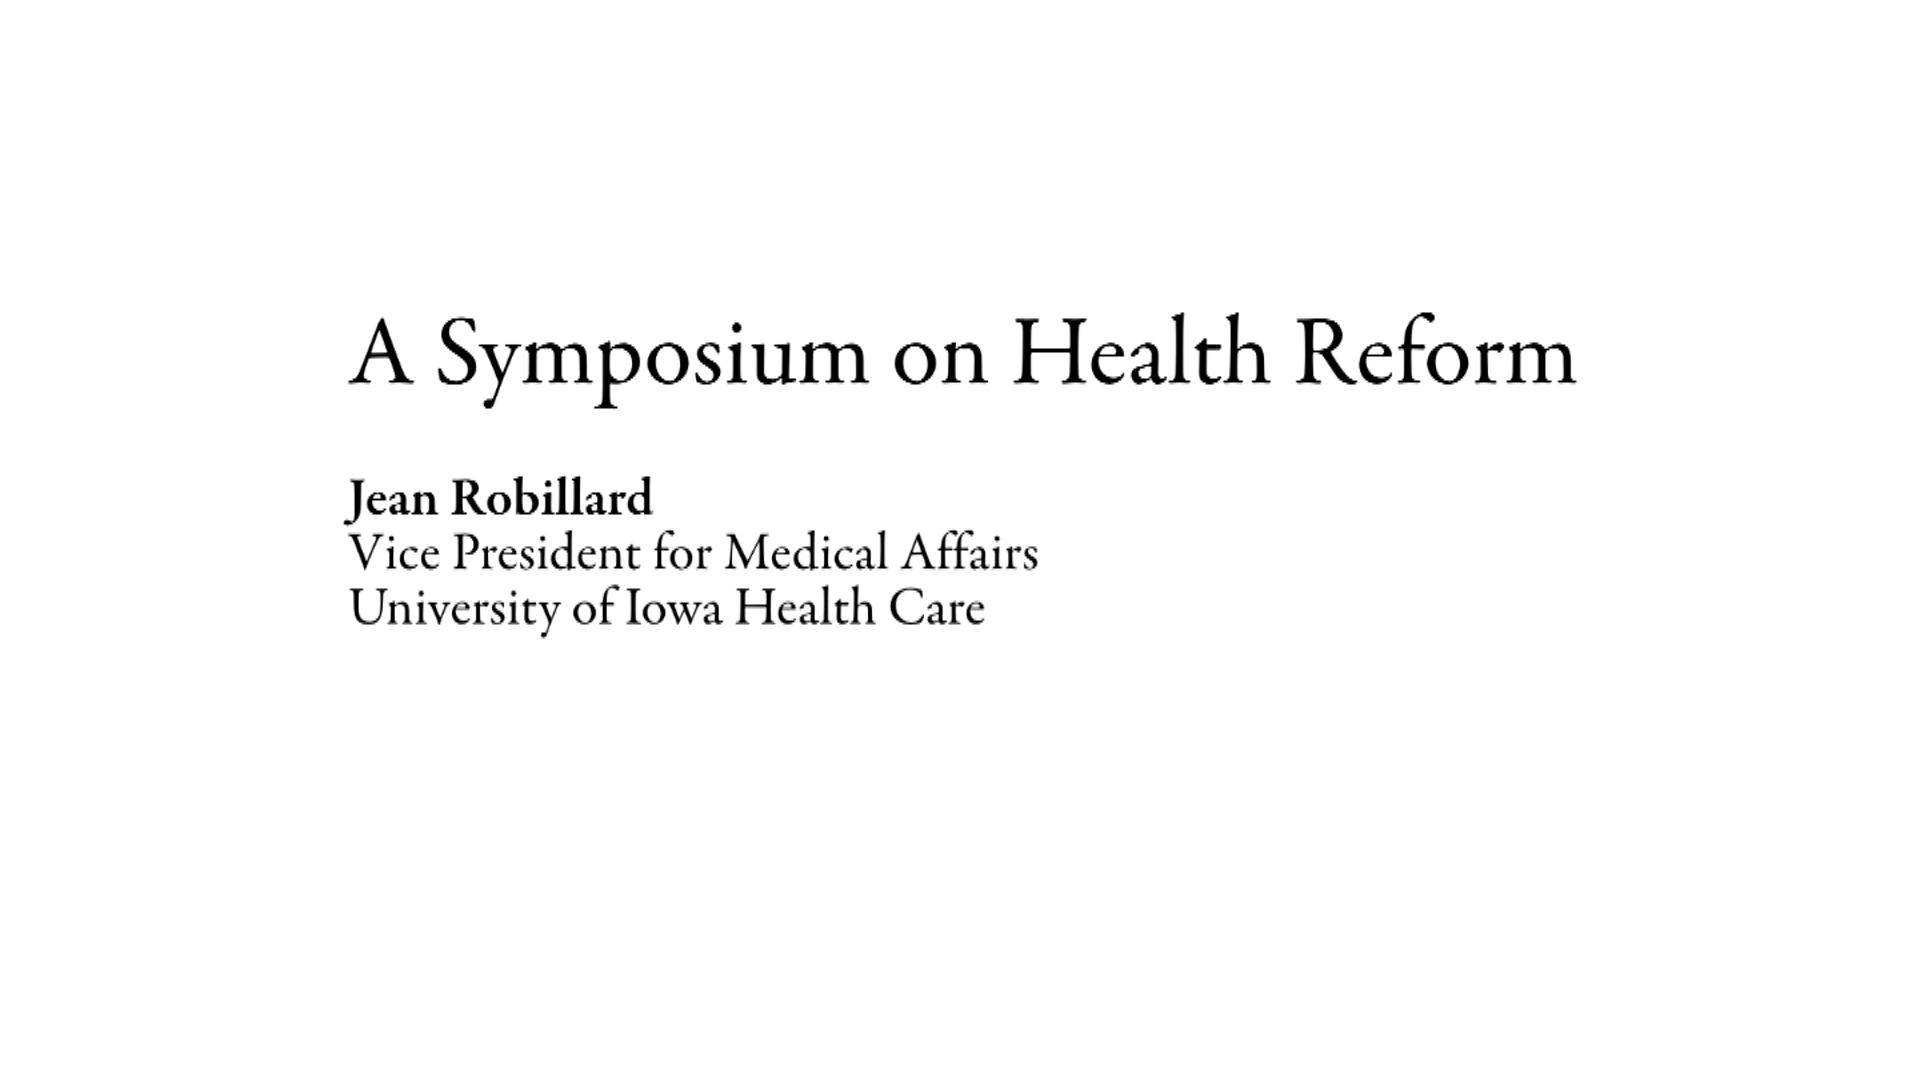 A Symposium on Health Reform
Jean Robillard
Vice President for Medical Affairs
University of Iowa Health Care